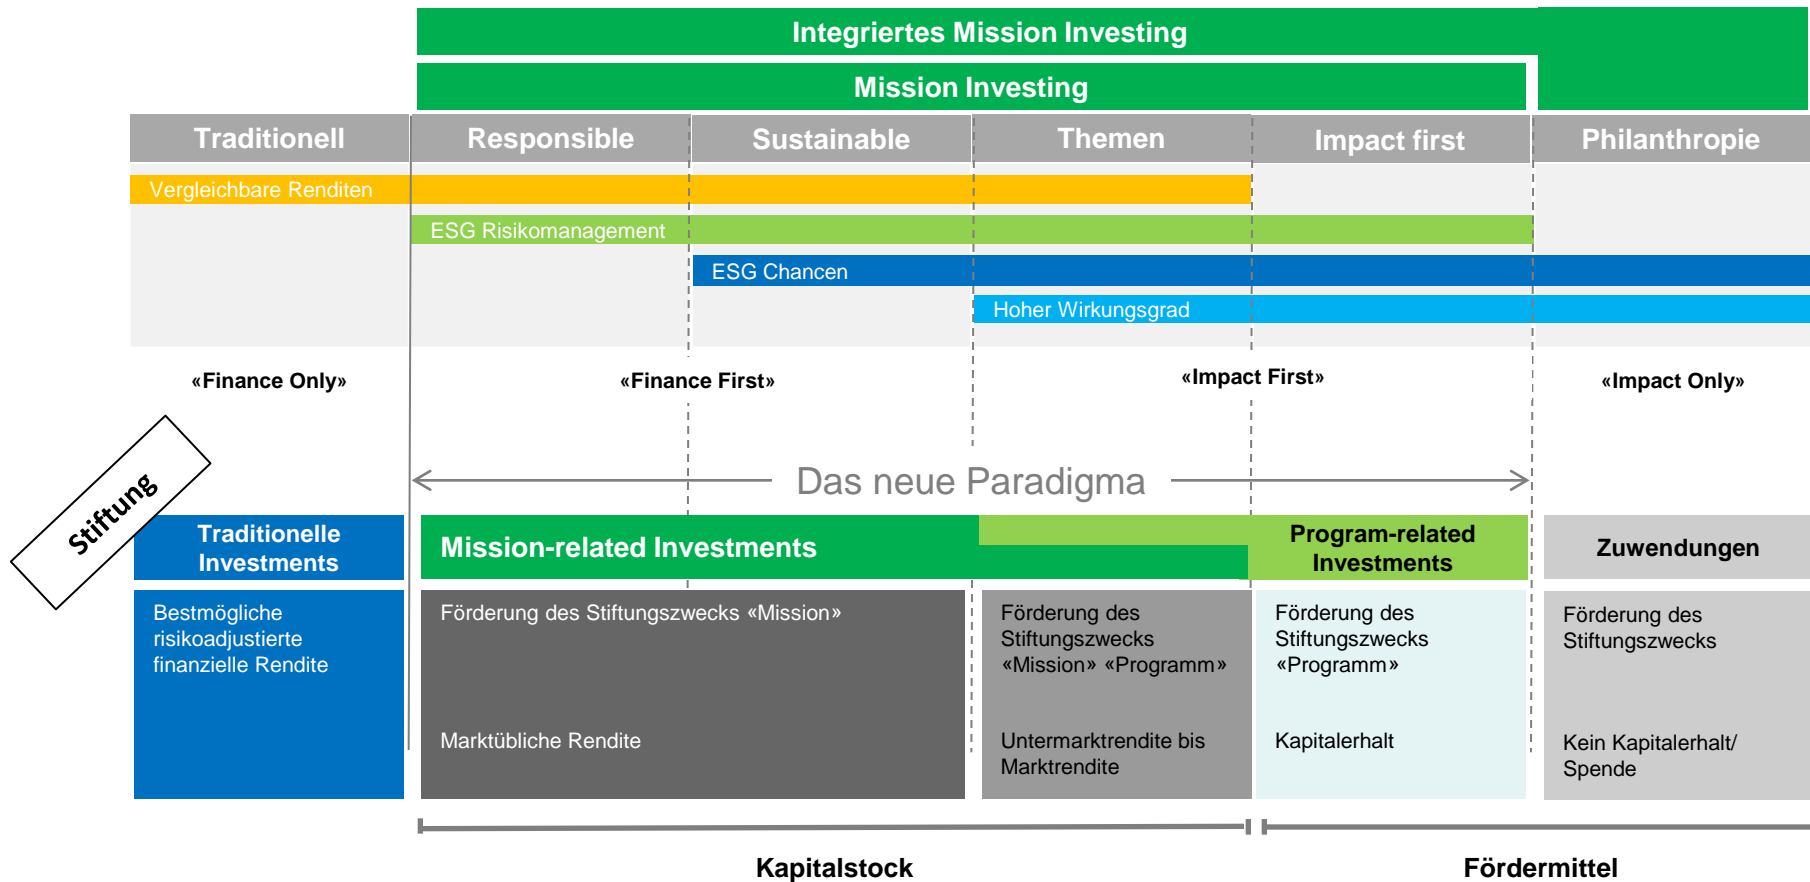 Integriertes Mission Investing
Mission Investing
Traditionell
Responsible
Sustainable
Themen
Impact first
Philanthropie
Vergleichbare Renditen
ESG Risikomanagement
ESG Chancen
Hoher Wirkungsgrad
«Finance Only»
«Finance First»
«Impact First»
«Impact Only»
Das neue Paradigma
Stiftung
Traditionelle
Investments
Mission-related Investments
Program-related
Investments
Zuwendungen
Bestmögliche
risikoadjustierte
finanzielle Rendite
Förderung des Stiftungszwecks «Mission»
Marktübliche Rendite
Förderung des
Stiftungszwecks
«Mission» «Programm»
Untermarktrendite bis
Marktrendite
Förderung des
Stiftungszwecks
«Programm»
Kapitalerhalt
Förderung des
Stiftungszwecks
Kein Kapitalerhalt/
Spende
Kapitalstock
Fördermittel